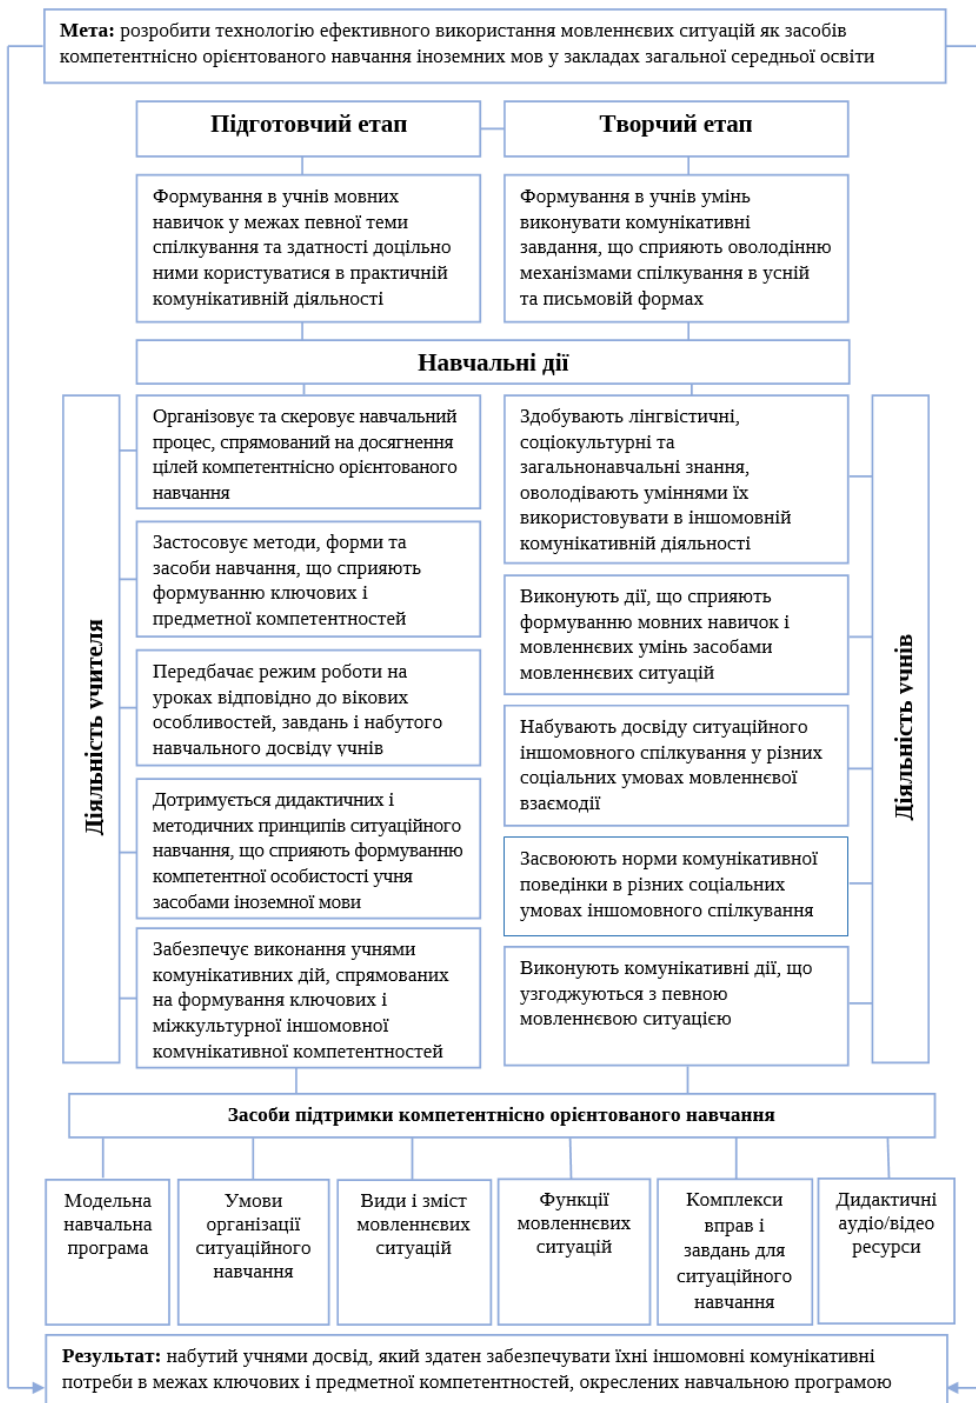 Мета: розробити технологію ефективного використання мовленнєвих ситуацій як засобів
компетентнісно орієнтованого навчання іноземних мов у закладах загальної середньої освіти
Підготовчий етап
Творчий етап
Формування в учнів мовних
навичок у межах певної теми
спілкування та здатності доцільно
ними користуватися в практичній
комунікативній діяльності
Формування в учнів умінь
виконувати комунікативні
завдання, що сприяють оволодінню
механізмами спілкування в усній
та письмовій формах
Навчальні дії
Діяльність учителя
Організовує та скеровує навчальний
процес, спрямований на досягнення
цілей компетентнісно орієнтованого
навчання
Застосовує методи, форми та
засоби навчання, що сприяють
формуванню ключових і
предметної компетентностей
Передбачає режим роботи на
уроках відповідно до вікових
особливостей, завдань і набутого
навчального досвіду учнів
Дотримується дидактичних і
методичних принципів ситуаційного
навчання, що сприяють формуванню
компетентної особистості учня
засобами іноземної мови
Забезпечує виконання учнями
комунікативних дій, спрямованих
на формування ключових і
міжкультурної іншомовної
комунікативної компетентностей
Здобувають лінгвістичні,
соціокультурні та
загальнонавчальні знання,
оволодівають уміннями їх
використовувати в іншомовній
комунікативній діяльності
Виконують дії, що сприяють
формуванню мовних навичок і
мовленнєвих умінь засобами
мовленнєвих ситуацій
Набувають досвіду ситуаційного
іншомовного спілкування у різних
соціальних умовах мовленнєвої
взаємодії
Засвоюють норми комунікативної
поведінки в різних соціальних
умовах іншомовного спілкування
Виконують комунікативні дії, що
узгоджуються з певною
мовленнєвою ситуацією
Діяльність учнів
Засоби підтримки компетентнісно орієнтованого навчання
Модельна
навчальна
програма
Умови
організації
ситуаційного
навчання
Види і зміст
мовленнєвих
ситуацій
Функції
мовленнєвих
ситуацій
Комплекси
вправ і
завдань для
ситуаційного
навчання
Дидактичні
аудіо/відео
ресурси
Результат: набутий учнями досвід, який здатен забезпечувати їхні іншомовні комунікативні
потреби в межах ключових і предметної компетентностей, окреслених навчальною програмою